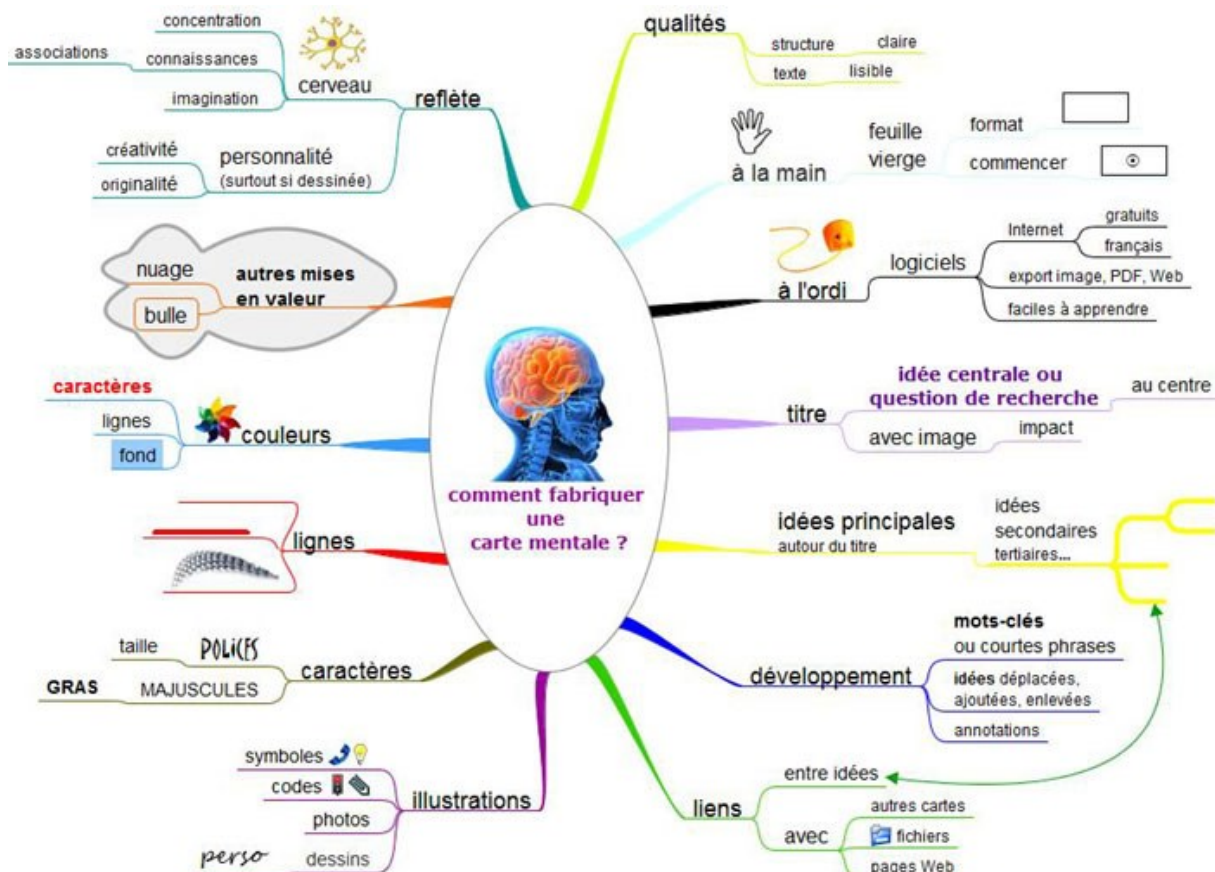 comment fabriquer
une
carte mentale ?
qualités
structure
claire
texte
lisible
à la main
feuille
vierge
format
commencer
à l'ordi
logiciels
Internet
gratuits
français
export image, PDF, Web
faciles à apprendre
titre
idée centrale ou
question de recherche
au centre
avec image
impact
idées principales
autour du titre
idées
secondaires
tertiaires...
développement
mots-clés
ou courtes phrases
idées déplacées,
ajoutées, enlevées
annotations
liens
entre idées
avec
autres cartes
fichiers
pages Web
illustrations
symboles
codes
photos
dessins
perso
caractères
POLICES
taille
MAJUSCULES
GRAS
lignes
couleurs
caractères
lignes
fond
autres mises
en valeur
nuage
bulle
reflète
cerveau
concentration
connaissances
associations
imagination
personnalité
(surtout si dessinée)
créativité
originalité